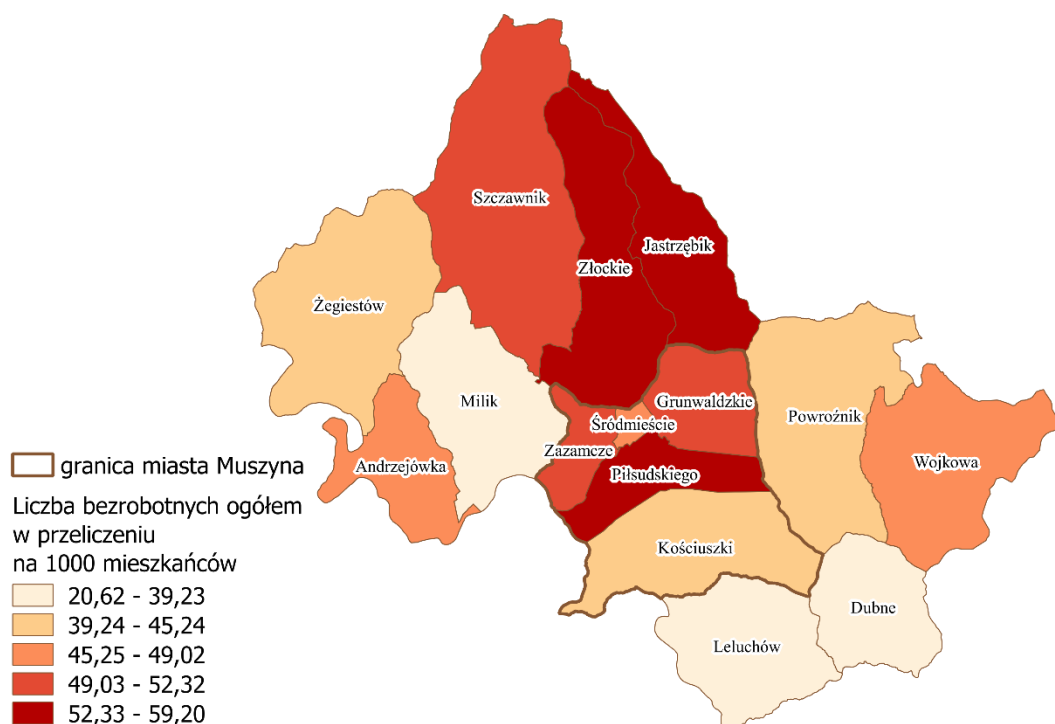 Szczawnik
Jastrzębik
Złockie
Żegiestów
Milik
Grunwaldzkie
Powroźnik
Śródmieście
Zazamcze
Andrzejówka
Wojkowa
Piłsudskiego
Kościuszki
Dubne
Leluchów
granica miasta Muszyna
Liczba bezrobotnych ogółem
w przeliczeniu
na 1000 mieszkańców
20,62 - 39,23
39,24 - 45,24
45,25 - 49,02
49,03 - 52,32
52,33 - 59,20